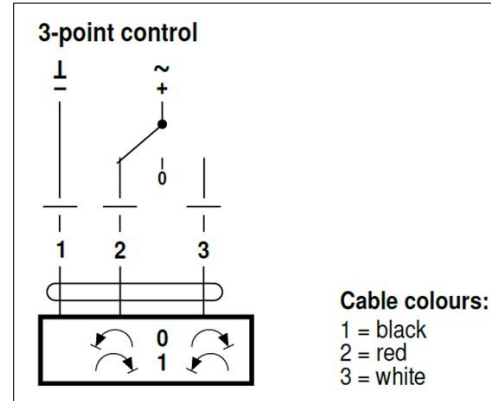 3-point control
⊥ ~
− +
0
1 2 3
0
1
Cable colours:
1 = black
2 = red
3 = white